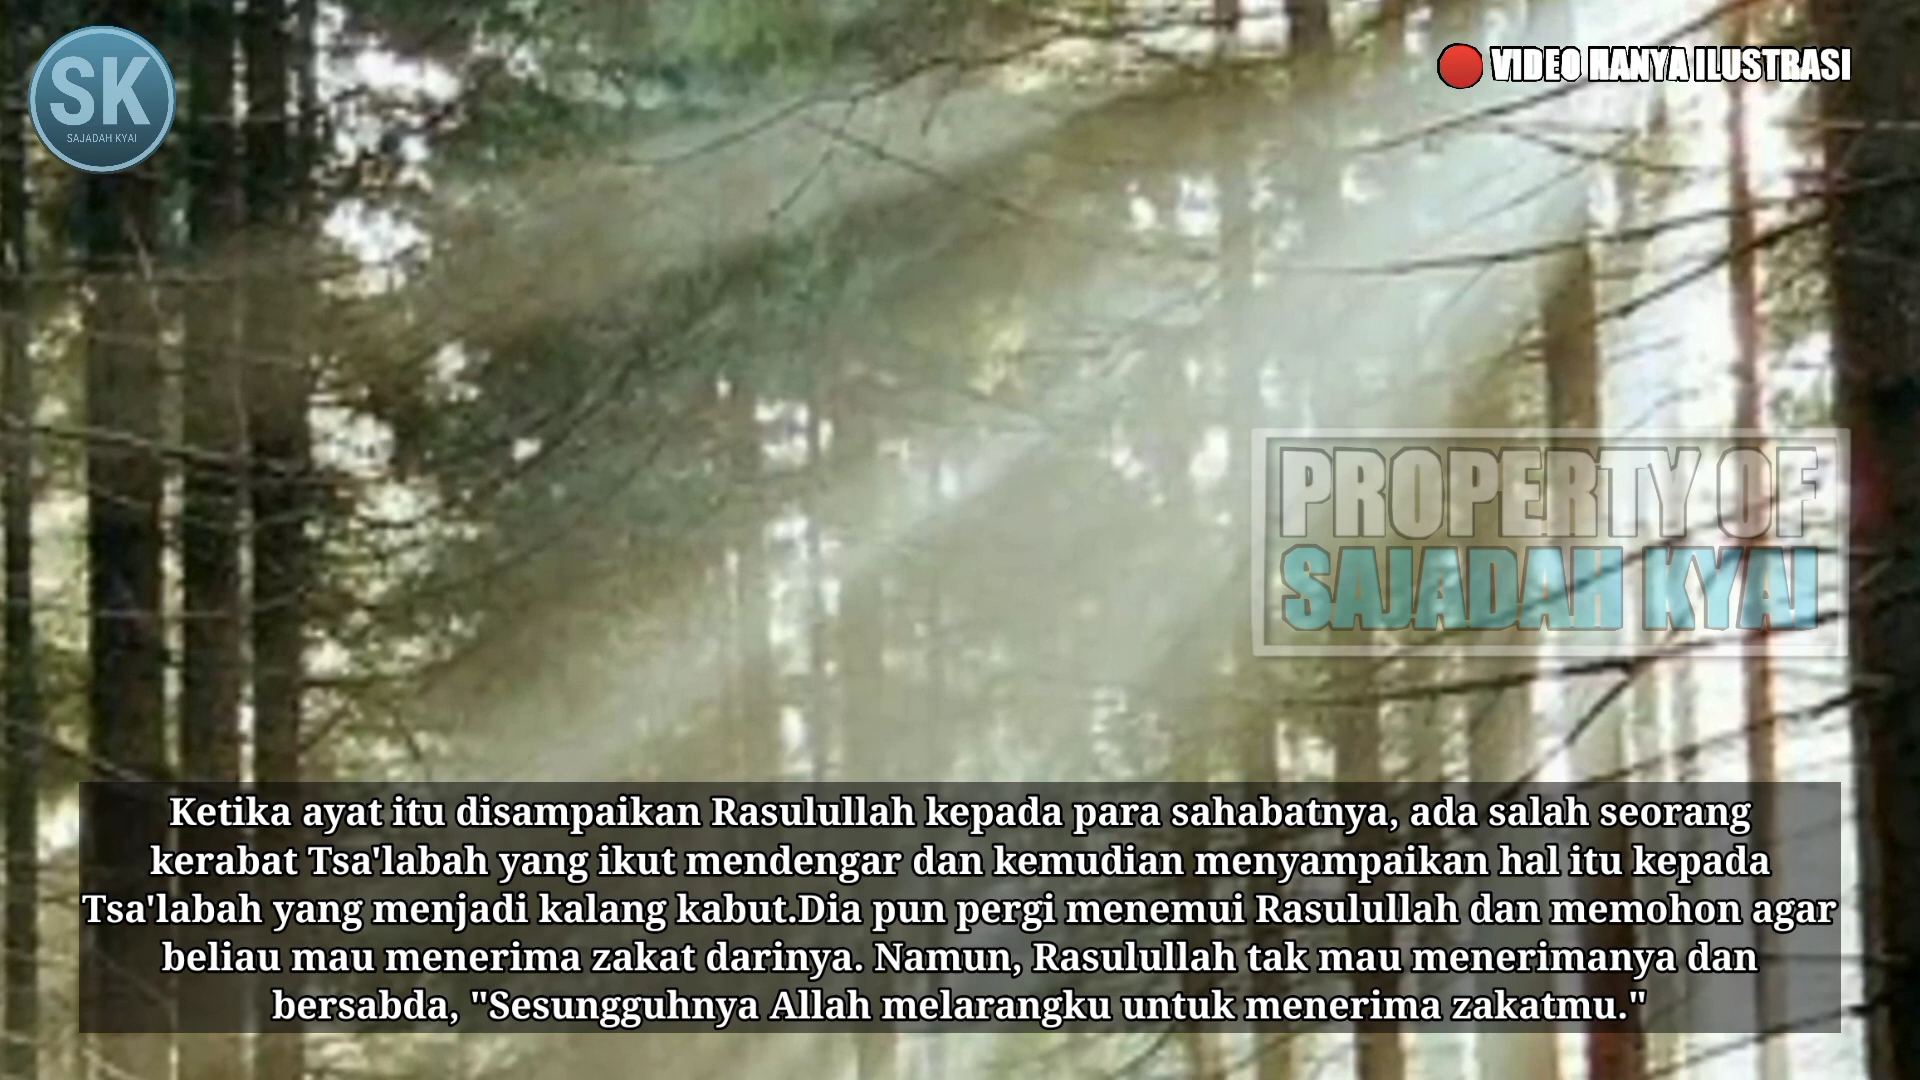 SK
SAJADAH KYAI
VIDEO HANYA ILUSTRASI
PROPERTY OF
SAJADAH KYAI
Ketika ayat itu disampaikan Rasulullah kepada para sahabatnya, ada salah seorang
kerabat Tsa'labah yang ikut mendengar dan kemudian menyampaikan hal itu kepada
Tsa'labah yang menjadi kalang kabut.Dia pun pergi menemui Rasulullah dan memohon agar
beliau mau menerima zakat darinya. Namun, Rasulullah tak mau menerimanya dan
bersabda, "Sesungguhnya Allah melarangku untuk menerima zakatmu."